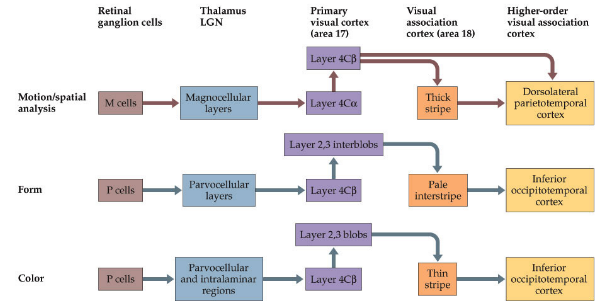 Retinal
ganglion cells
Thalamus
LGN
Primary
visual cortex
(area 17)
Visual
association
cortex (area 18)
Higher-order
visual association
cortex
Motion/spatial
analysis
M cells
Magnocellular
layers
Layer 4Cα
Layer 4Cβ
Thick
stripe
Dorsolateral
parietotemporal
cortex
Form
P cells
Parvocellular
layers
Layer 4Cβ
Layer 2,3 interblobs
Pale
interstripe
Inferior
occipitotemporal
cortex
Color
P cells
Parvocellular
and intralaminar
regions
Layer 4Cβ
Layer 2,3 blobs
Thin
stripe
Inferior
occipitotemporal
cortex